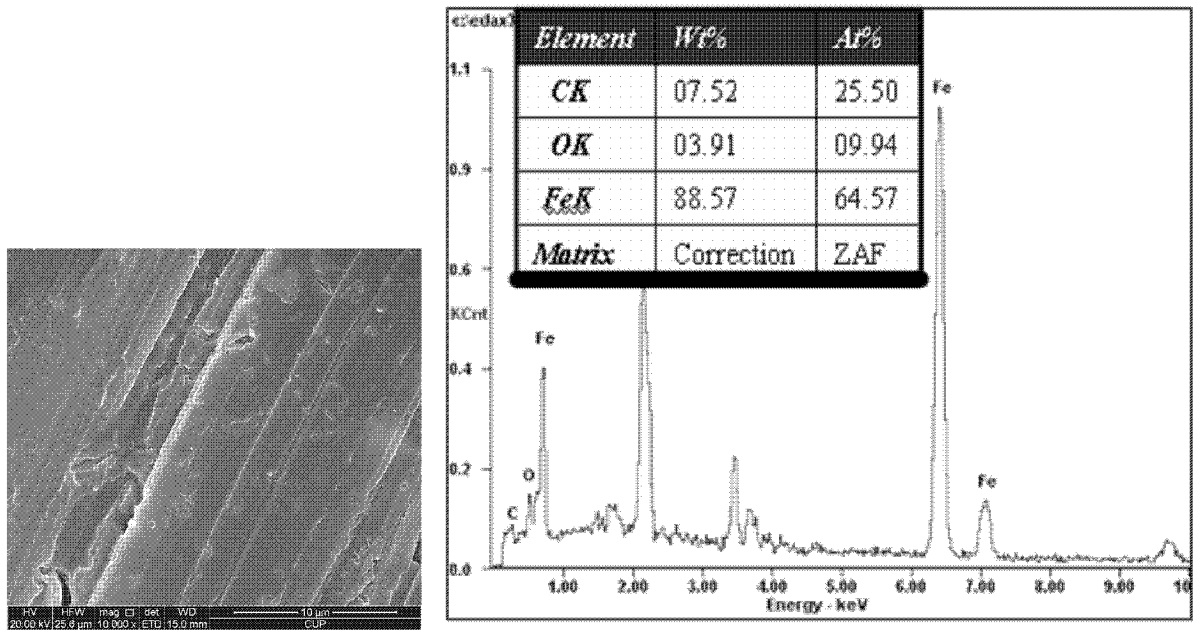 Element Wt% At%
CK 07.52 25.50
OK 03.91 09.94
FeK 88.57 64.57
Matrix Correction ZAF
1.1
0.9
0.6
KCnt
0.4
0.2
0.0
Fe
Fe
O
C
Fe
1.00 2.00 3.00 4.00 5.00 6.00 7.00 8.00 9.00 10
Energy - keV
HV HFW mag det WD 10 µm
20.00 kV 25.6 µm 10 000 x ETD 15.0 mm CUP